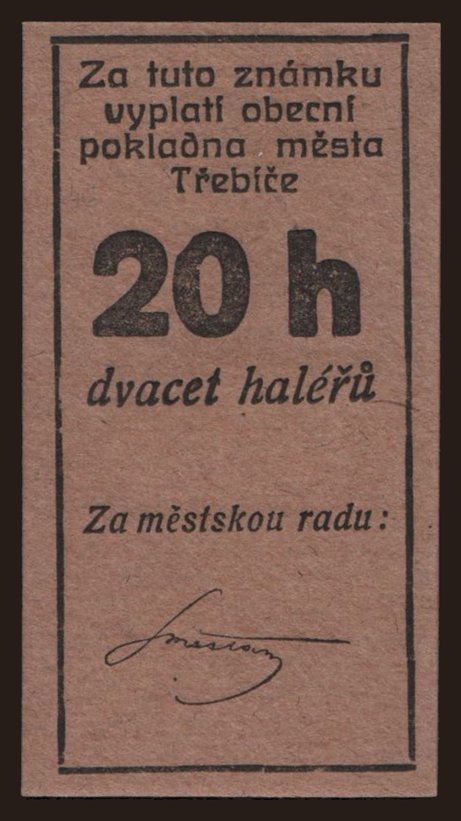 Za tuto známku
vyplatí obecní
pokladna města
Třebíče
20 h
dvacet haléřů
Za městskou radu: